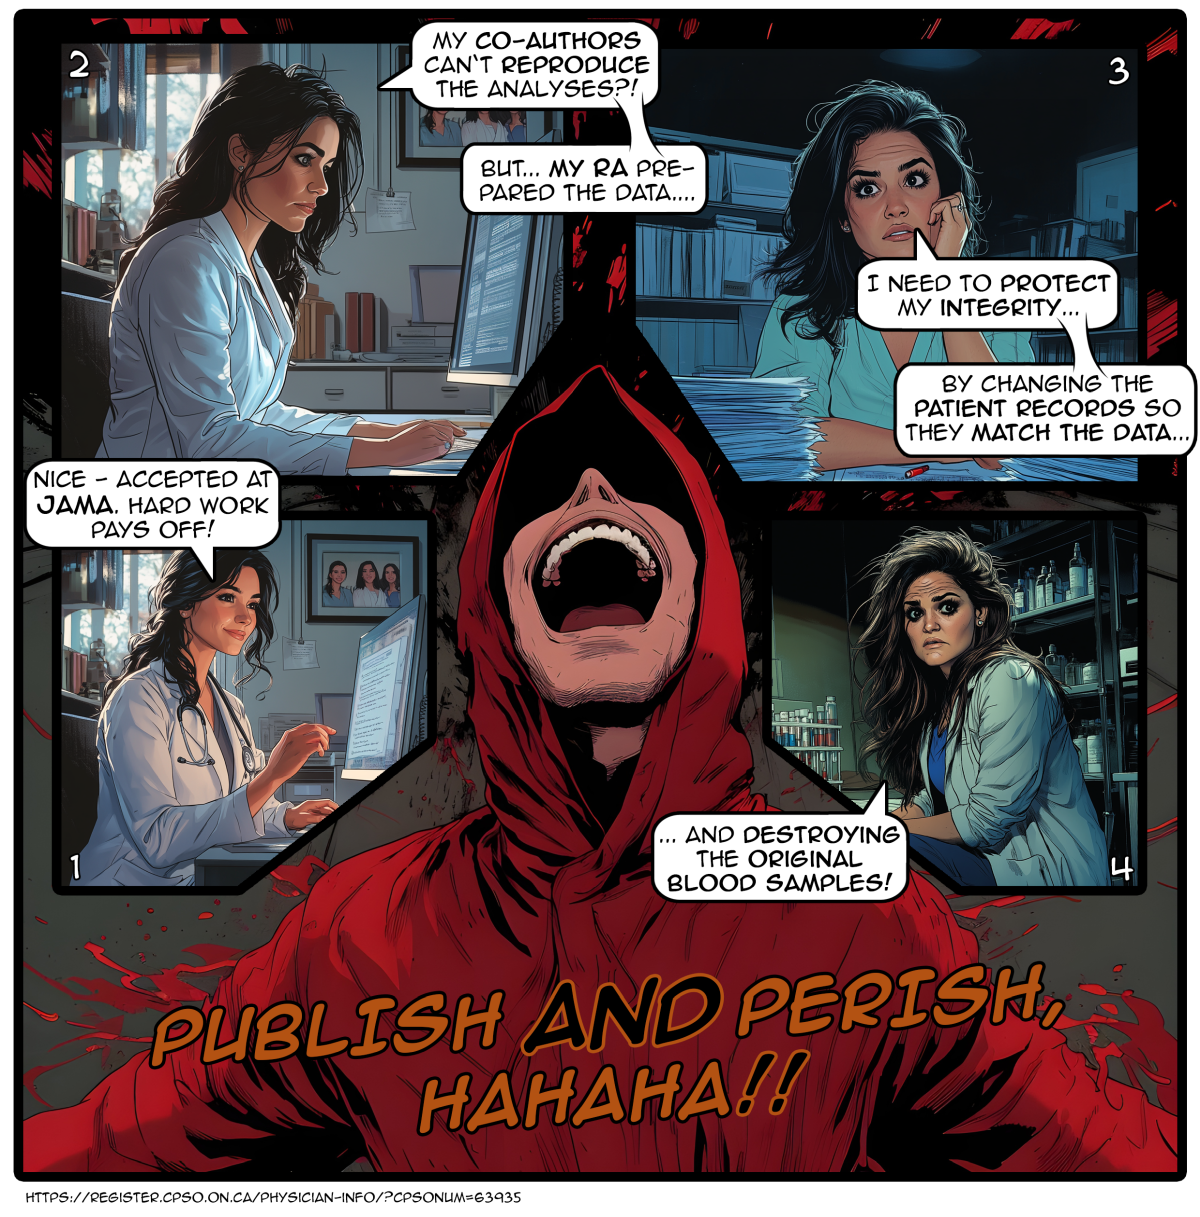 1
NICE - ACCEPTED AT
JAMA. HARD WORK
PAYS OFF!
2
MY CO-AUTHORS
CAN'T REPRODUCE
THE ANALYSES?!
BUT... MY RA PRE-
PARED THE DATA....
3
I NEED TO PROTECT
MY INTEGRITY...
BY CHANGING THE
PATIENT RECORDS SO
THEY MATCH THE DATA...
4
... AND DESTROYING
THE ORIGINAL
BLOOD SAMPLES!
PUBLISH AND PERISH,
HAHAHA!!
HTTPS://REGISTER.CPSO.ON.CA/PHYSICIAN-INFO/?CPSONUM=63935